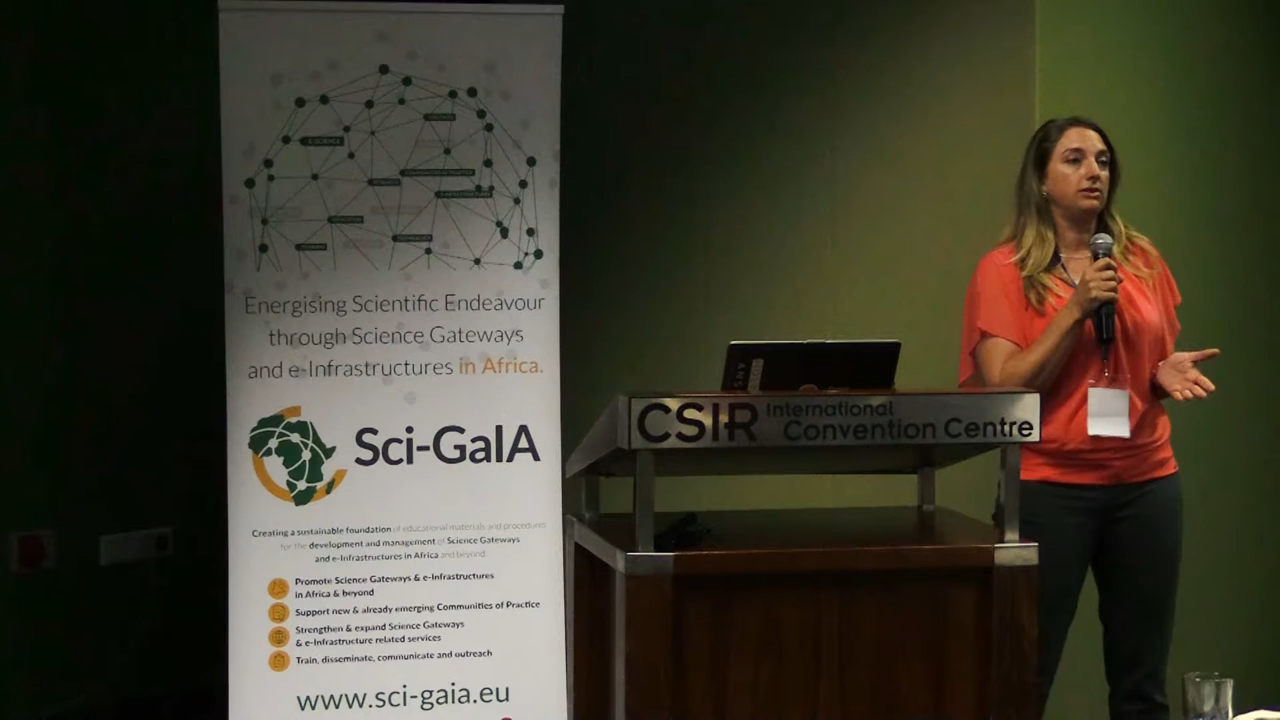 E-SCIENCE
Energising Scientific Endeavour
through Science Gateways
and e-Infrastructures in Africa.
Sci-GaIA
Creating a sustainable foundation of educational materials and procedures
for the development and management of Science Gateways
and e-Infrastructures in Africa and beyond.
Promote Science Gateways & e-Infrastructures
in Africa & beyond
Support new & already emerging Communities of Practice
Strengthen & expand Science Gateways
& e-Infrastructure related services
Train, disseminate, communicate and outreach
www.sci-gaia.eu
CSIR International
Convention Centre